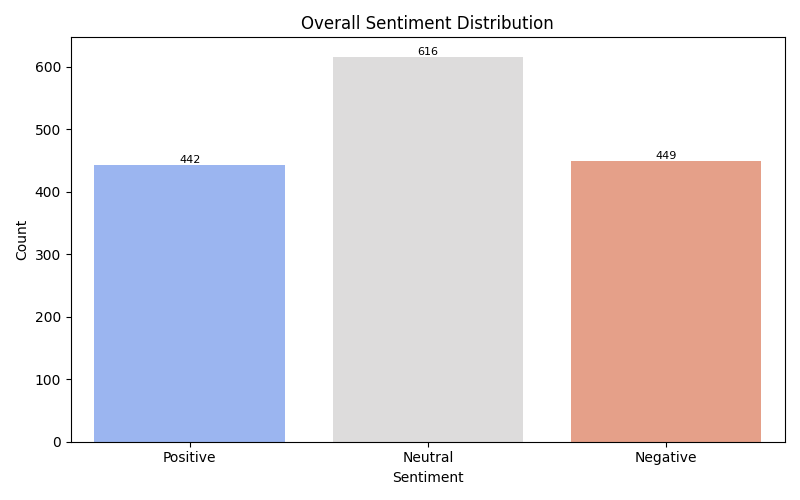 Overall Sentiment Distribution
616
442
449
600
500
400
300
200
100
0
Count
Positive Neutral Negative
Sentiment